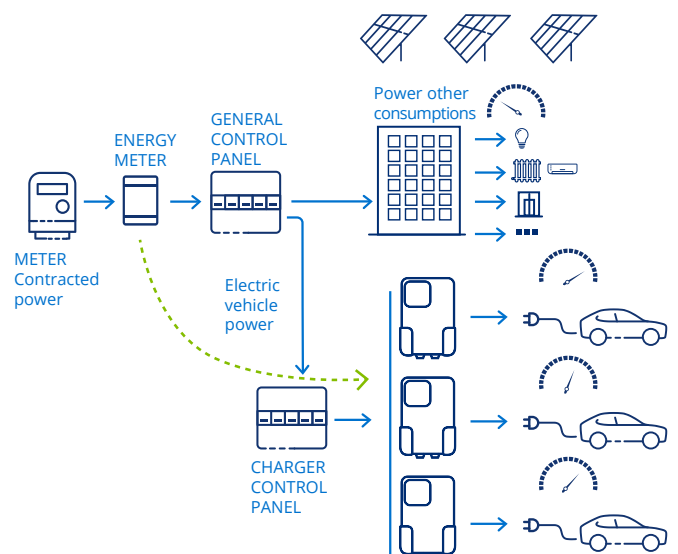 Power other
consumptions
GENERAL
CONTROL
PANEL
ENERGY
METER
METER
Contracted
power
Electric
vehicle
power
CHARGER
CONTROL
PANEL